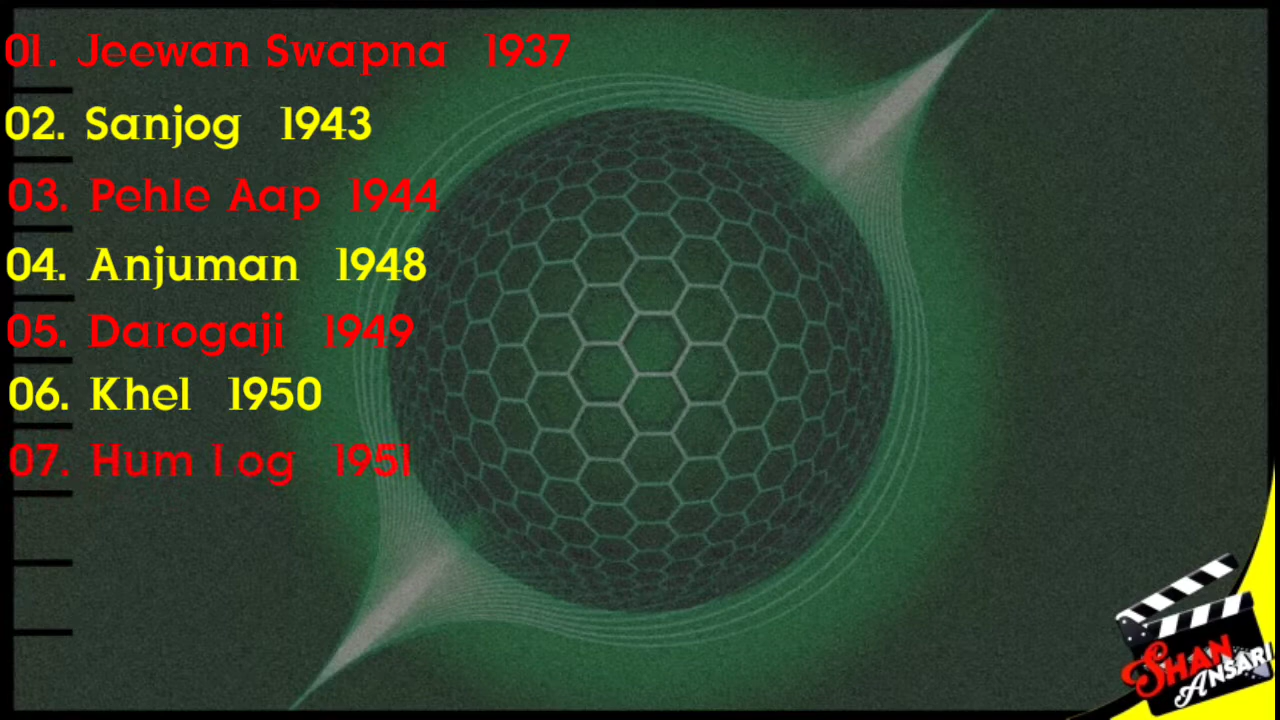 01. Jeewan Swapna 1937
02. Sanjog 1943
03. Pehle Aap 1944
04. Anjuman 1948
05. Darogaji 1949
06. Khel 1950
07. Hum Log 1951
SHAN
ANSARI